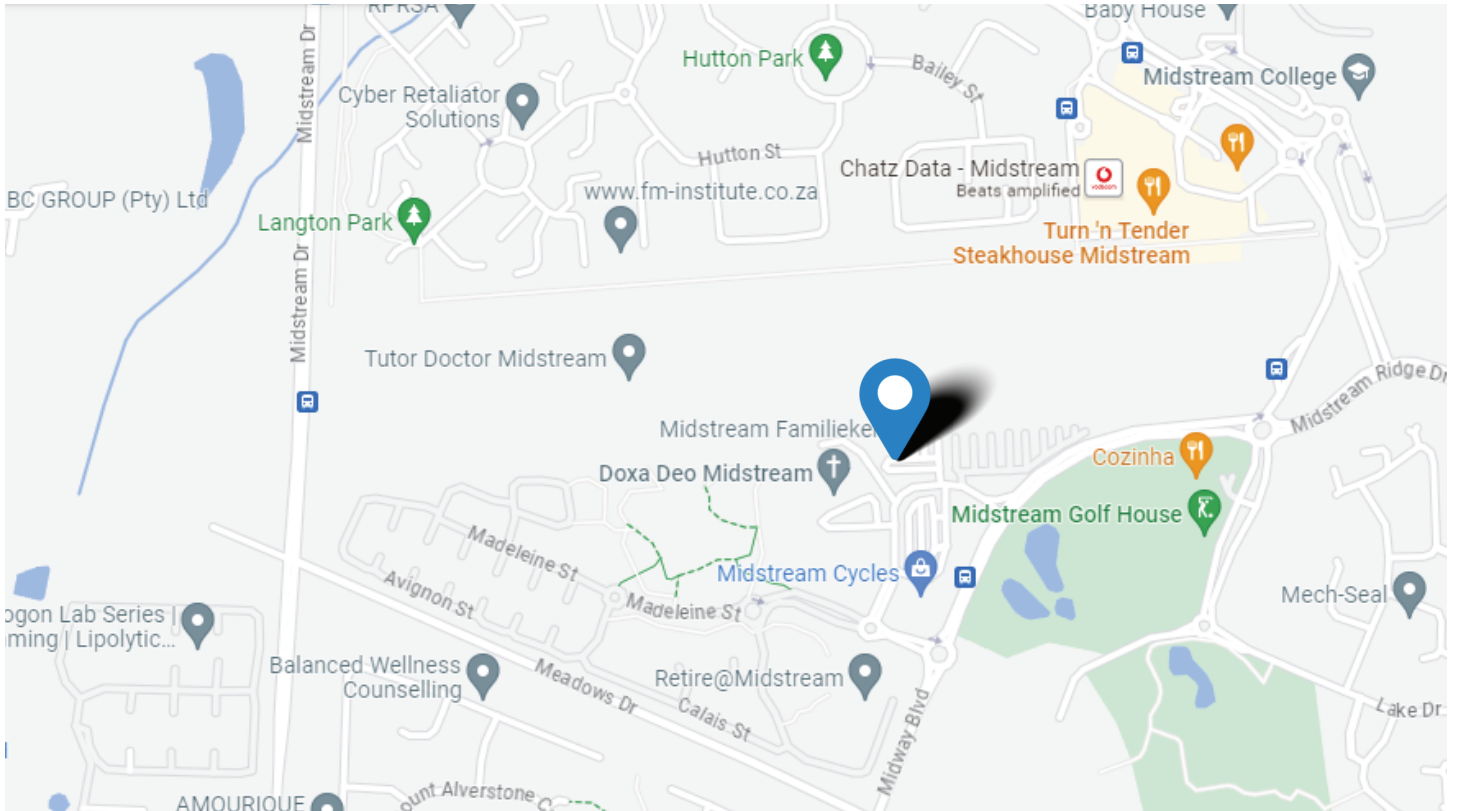 RPRSA
Baby House
Midstream Dr
Hutton Park
Bailey St
Midstream College
Cyber Retaliator
Solutions
Hutton St
Chatz Data - Midstream
Beats amplified
vodacom
www.fm-institute.co.za
BC GROUP (Pty) Ltd
Langton Park
Turn 'n Tender
Steakhouse Midstream
Midstream Dr
Midstream Dr
Tutor Doctor Midstream
Midstream Ridge Dr
Midstream Familieke
Cozinha
Doxa Deo Midstream
Midstream Golf House
Madeleine St
Avignon St
Midstream Cycles
Madeleine St
Mech-Seal
ogon Lab Series |
ming | Lipolytic...
Balanced Wellness
Counselling
Meadows Dr
Retire@Midstream
Calais St
Midway Blvd
Lake Dr
ount Alverstone C
AMOURIQUE